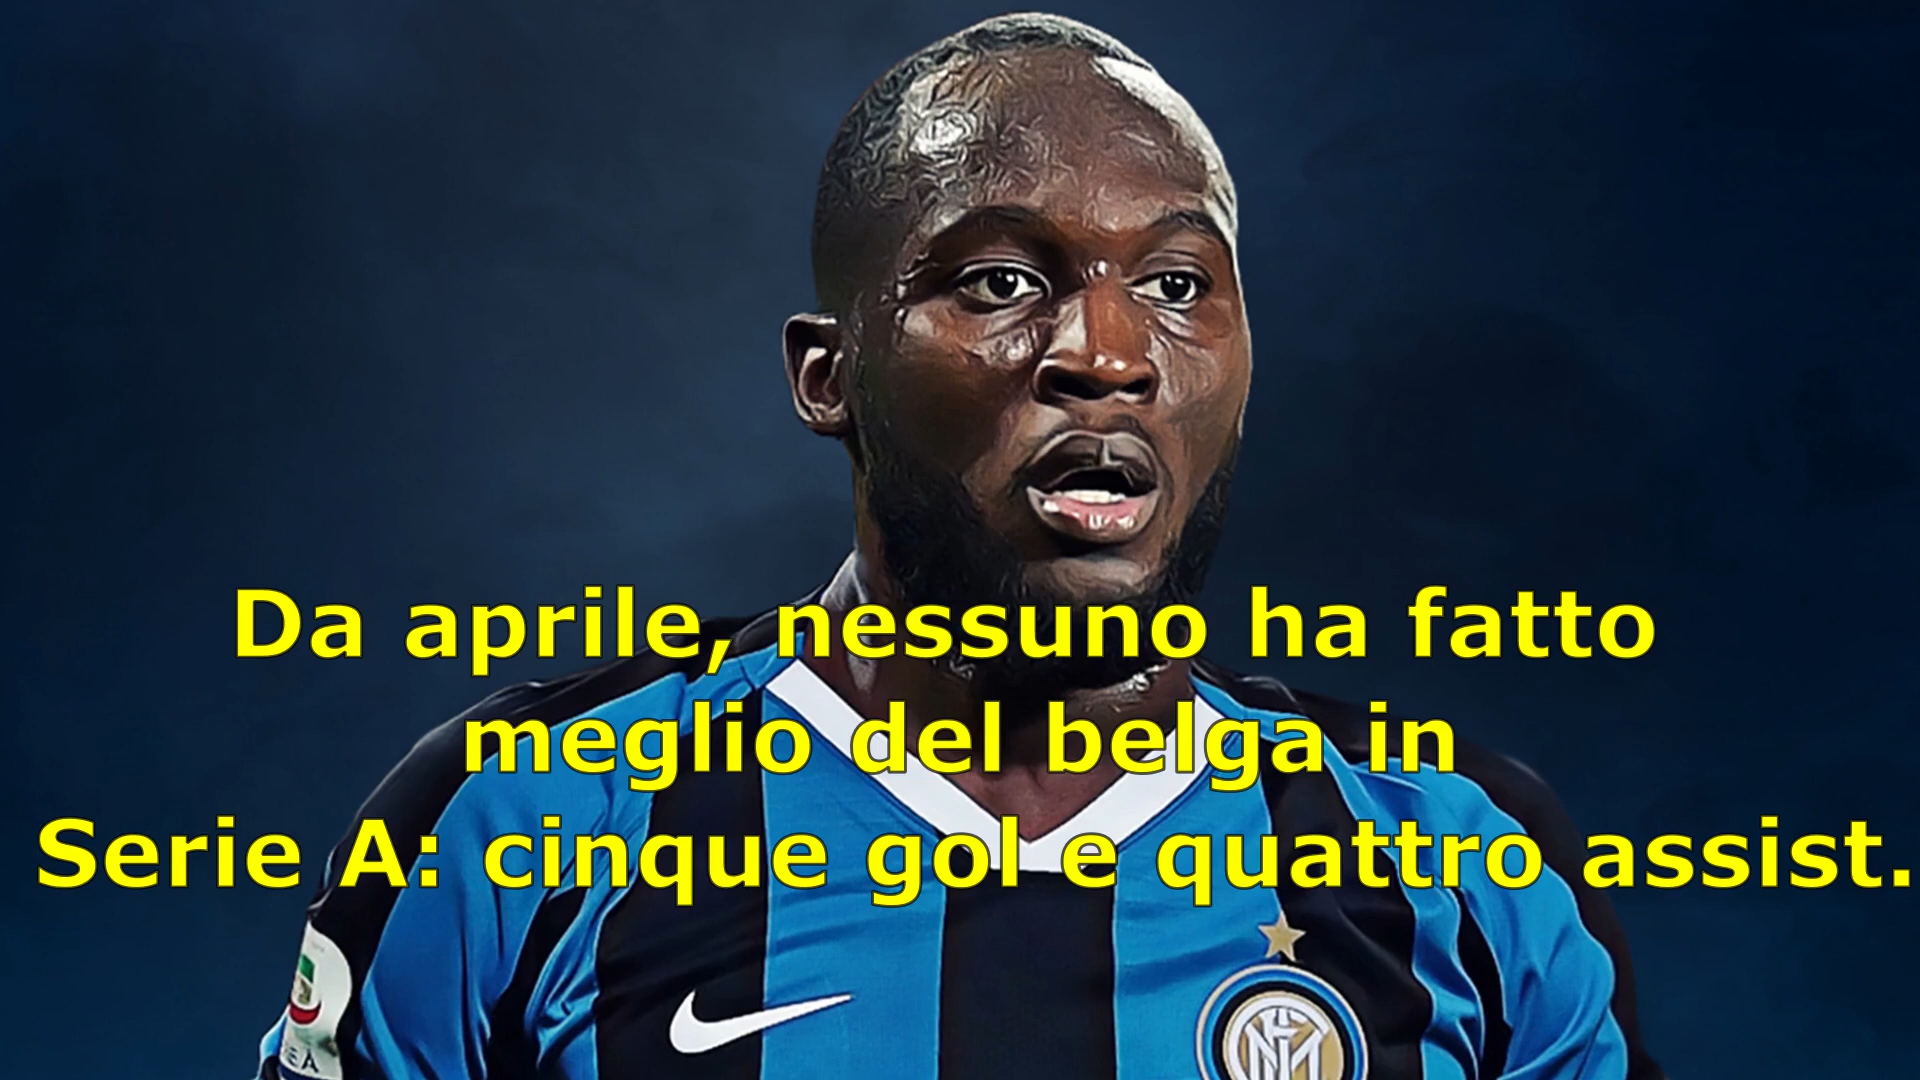 Da aprile, nessuno ha fatto
meglio del belga in
Serie A: cinque gol e quattro assist.